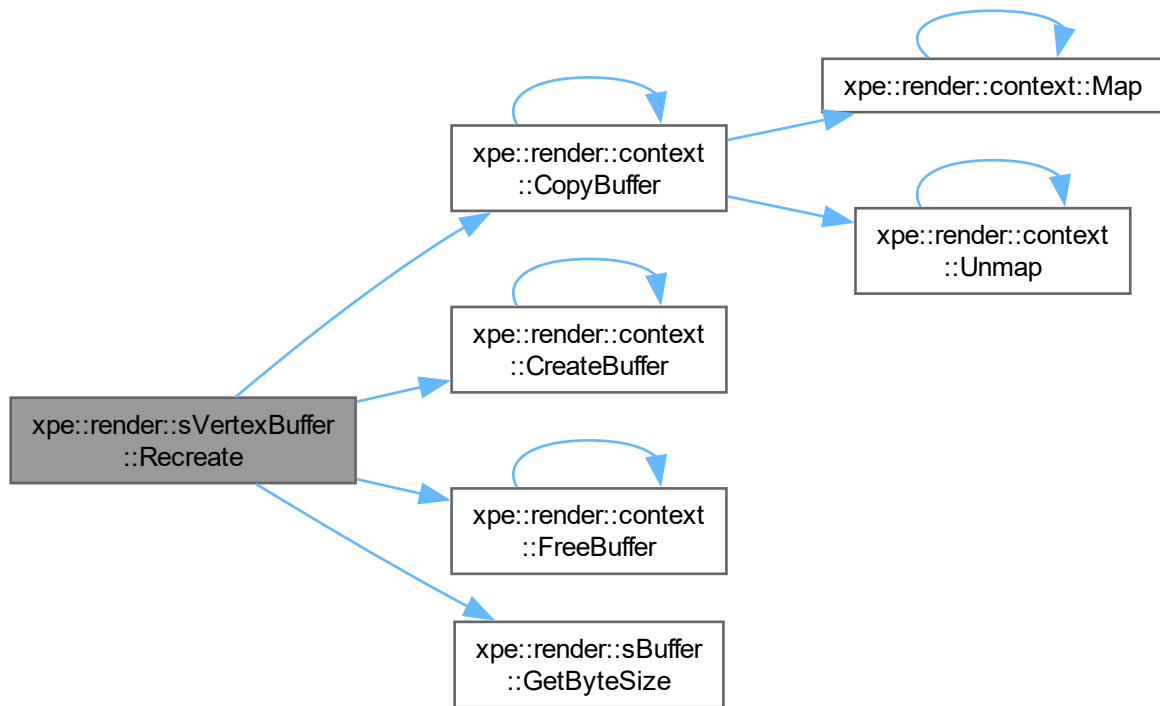 xpe::render::sVertexBuffer
::Recreate
xpe::render::context
::CopyBuffer
xpe::render::context::Map
xpe::render::context
::Unmap
xpe::render::context
::CreateBuffer
xpe::render::context
::FreeBuffer
xpe::render::sBuffer
::GetByteSize